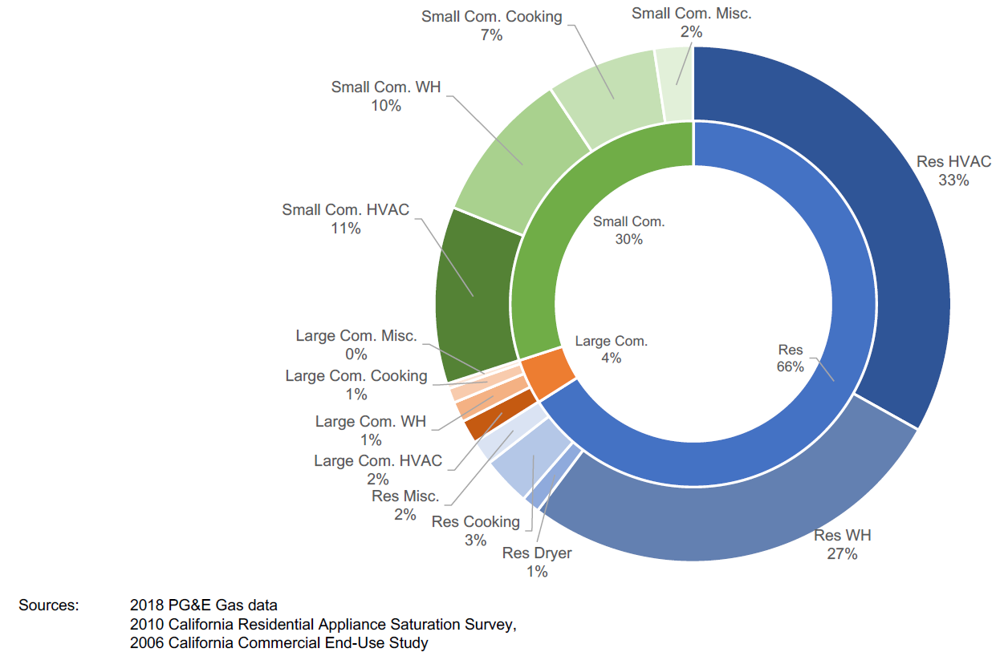 Small Com. Misc.
2%
Small Com. Cooking
7%
Small Com. WH
10%
Res HVAC
33%
Small Com. HVAC
11%
Small Com.
30%
Large Com. Misc.
0%
Large Com.
4%
Res
66%
Large Com. Cooking
1%
Large Com. WH
1%
Large Com. HVAC
2%
Res Misc.
2%
Res Cooking
3%
Res Dryer
1%
Res WH
27%
Sources: 2018 PG&E Gas data
2010 California Residential Appliance Saturation Survey,
2006 California Commercial End-Use Study